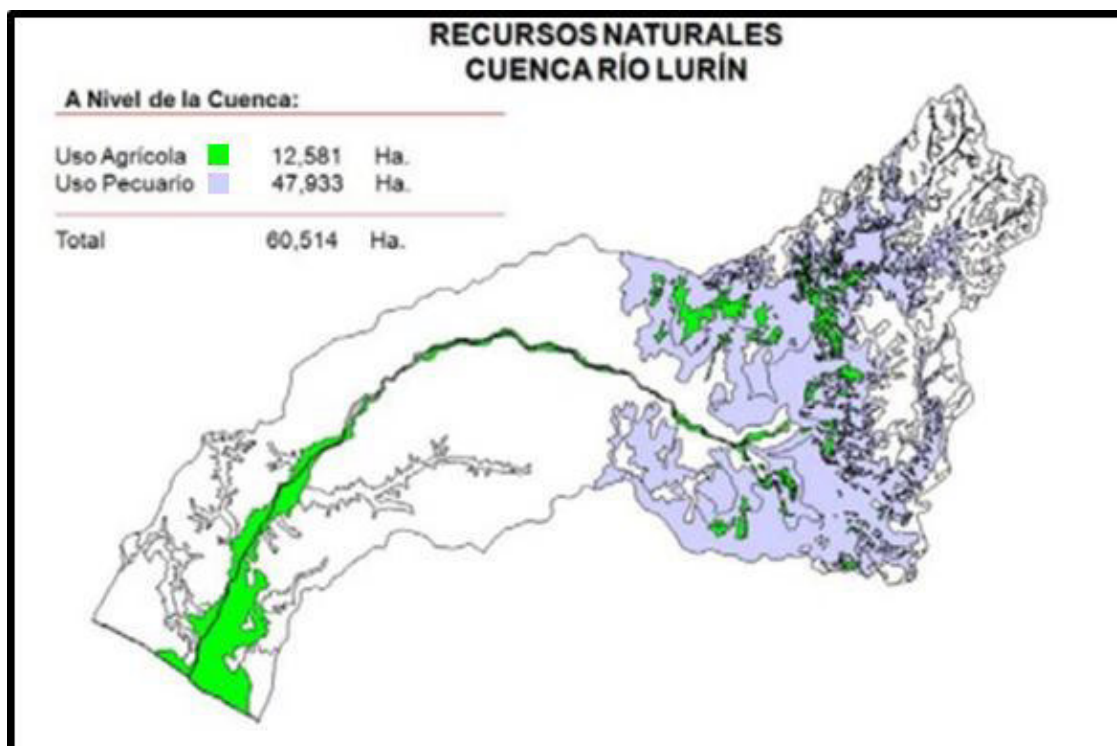 RECURSOS NATURALES
CUENCA RÍO LURÍN
A Nivel de la Cuenca:
Uso Agrícola 12,581 Ha.
Uso Pecuario 47,933 Ha.
Total 60,514 Ha.